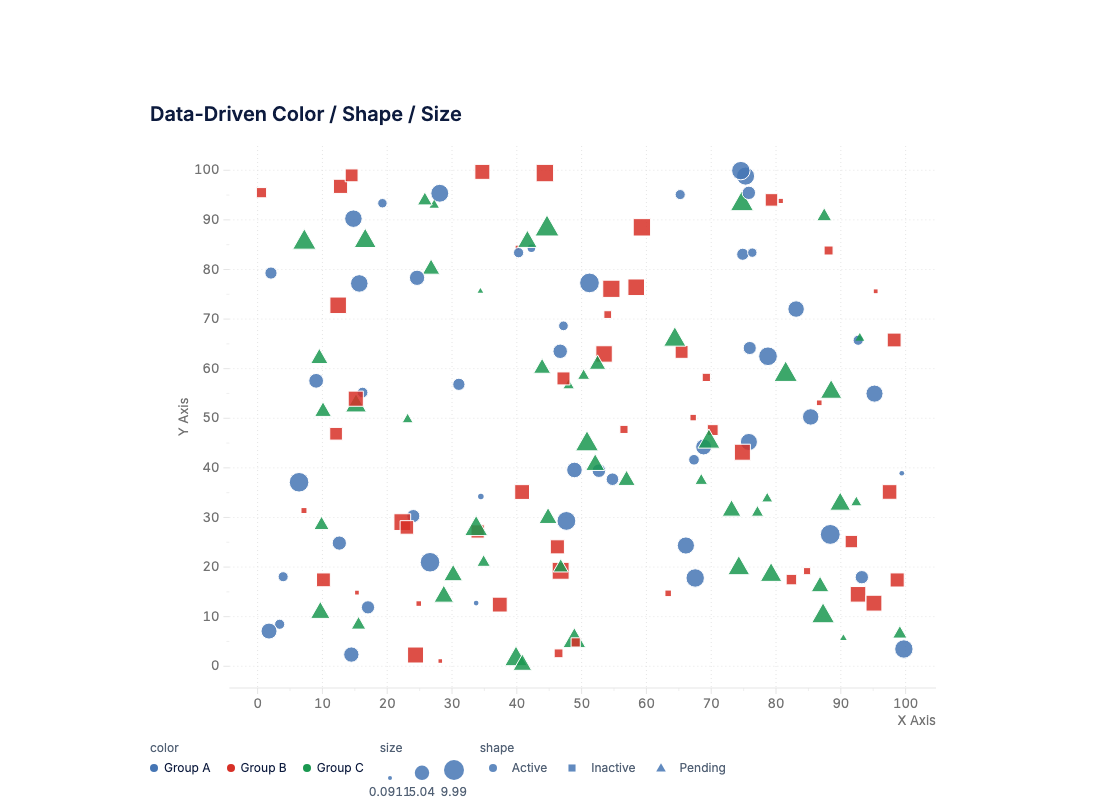 Data-Driven Color / Shape / Size
100
90
80
70
60
50
40
30
20
10
0
Y Axis
0 10 20 30 40 50 60 70 80 90 100
X Axis
color size shape
Group A Group B Group C Active Inactive Pending
0.0911 5.04 9.99